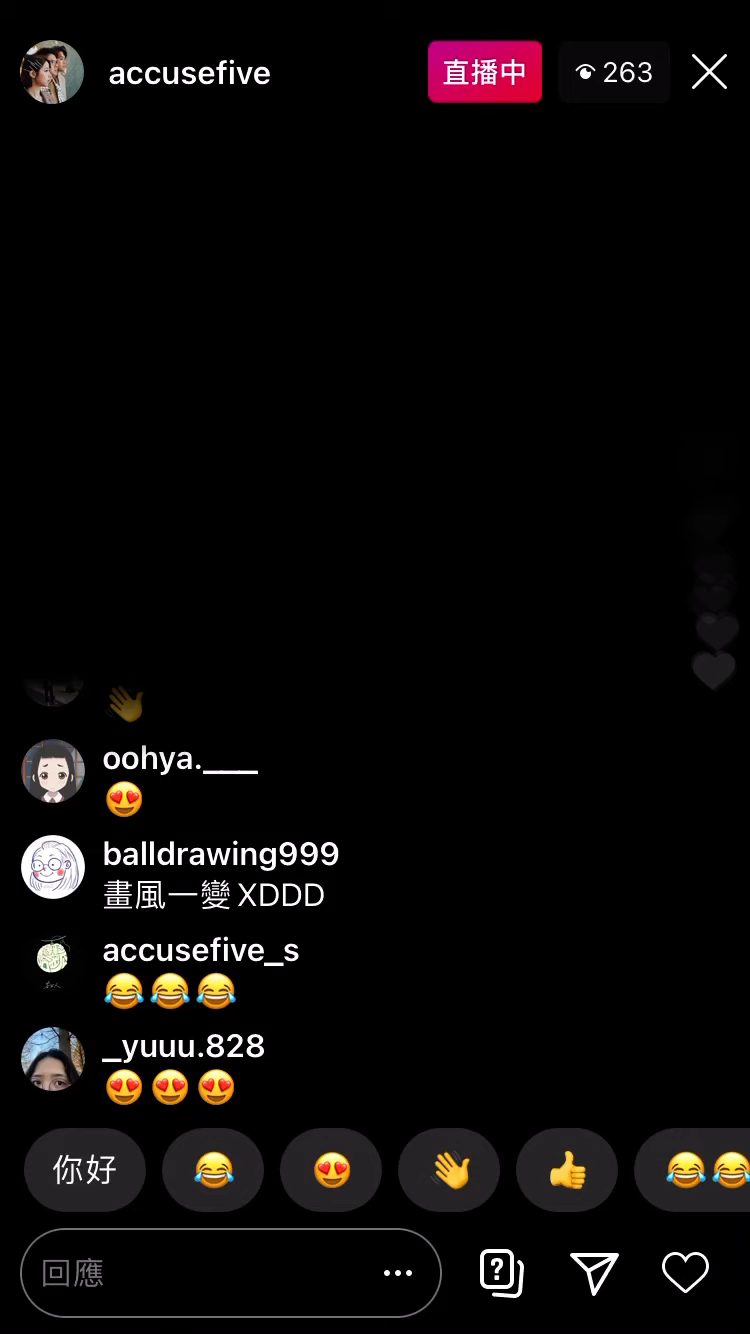 accusefive
直播中
263
oohya.___
balldrawing999
畫風一變 XDDD
accusefive_s
_yuuu.828
你好
回應